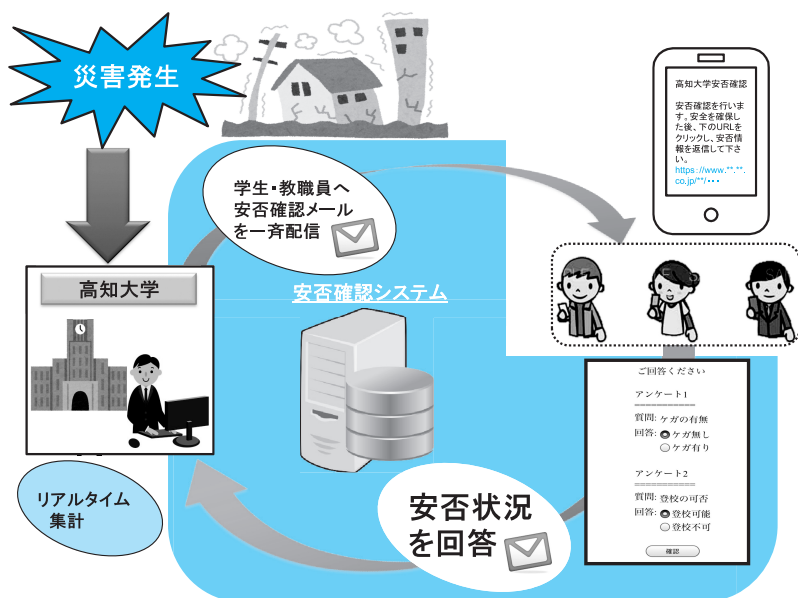 災害発生
高知大学安否確認
安否確認を行いま
す。安全を確保し
た後、下のURLを
クリックし、安否情
報を返信して下さ
い。
https://www.**.**.
co.jp/**/・・・
学生・教職員へ
安否確認メール
を一斉配信
高知大学
安否確認システム
ご回答ください
アンケート1
===========
質問: ケガの有無
回答: ケガ無し
ケガ有り
アンケート2
===========
質問: 登校の可否
回答: 登校可能
登校不可
確認
リアルタイム
集計
安否状況
を回答